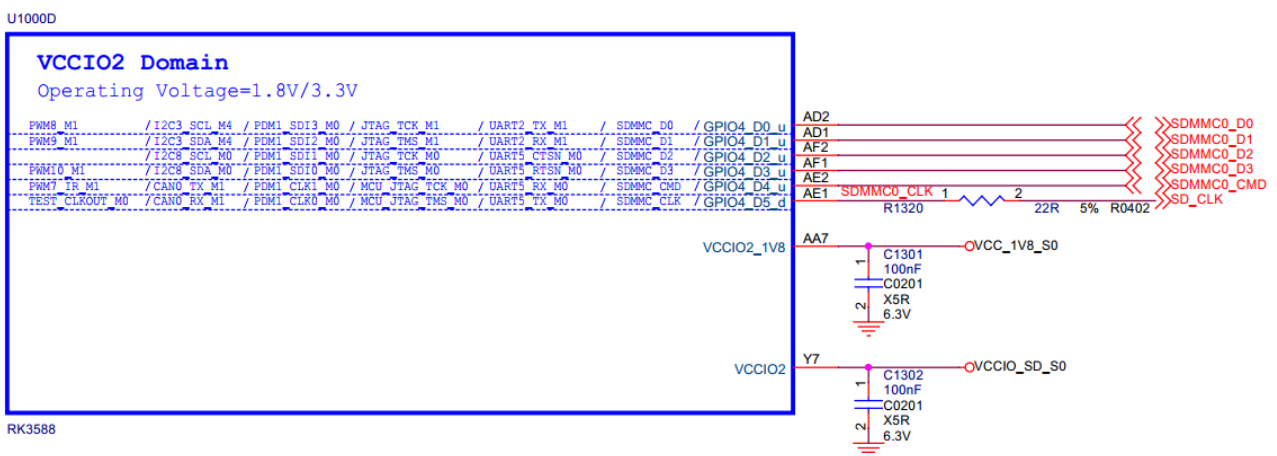 U1000D
VCCIO2 Domain
Operating Voltage=1.8V/3.3V
PWM8_M1 /I2C3_SCL_M4 / PDM1_SDI3_M0 / JTAG_TCK_M1 / UART2_TX_M1 / SDMMC_D0 / GPIO4_D0_u AD2 SDMMC0_D0
PWM9_M1 /I2C3_SDA_M4 / PDM1_SDI2_M0 / JTAG_TMS_M1 / UART2_RX_M1 / SDMMC_D1 / GPIO4_D1_u AD1 SDMMC0_D1
/I2C8_SCL_M0 / PDM1_SDI1_M0 / JTAG_TCK_M0 / UART5_CTSN_M0 / SDMMC_D2 / GPIO4_D2_u AF2 SDMMC0_D2
PWM10_M1 /I2C8_SDA_M0 / PDM1_SDI0_M0 / JTAG_TMS_M0 / UART5_RTSN_M0 / SDMMC_D3 / GPIO4_D3_u AF1 SDMMC0_D3
PWM7_IR_M1 /CAN0_TX_M1 / PDM1_CLK1_M0 / MCU_JTAG_TCK_M0 / UART5_RX_M0 / SDMMC_CMD / GPIO4_D4_u AE2 SDMMC0_CMD
TEST_CLKOUT_M0 /CAN0_RX_M1 / PDM1_CLK0_M0 / MCU_JTAG_TMS_M0 / UART5_TX_M0 / SDMMC_CLK / GPIO4_D5_d AE1 SDMMC0_CLK 1 2 SD_CLK
R1320 22R 5% R0402
VCCIO2_1V8 AA7 VCC_1V8_S0
1 C1301
100nF
C0201
2 X5R
6.3V
VCCIO2 Y7 VCCIO_SD_S0
1 C1302
100nF
C0201
2 X5R
6.3V
RK3588